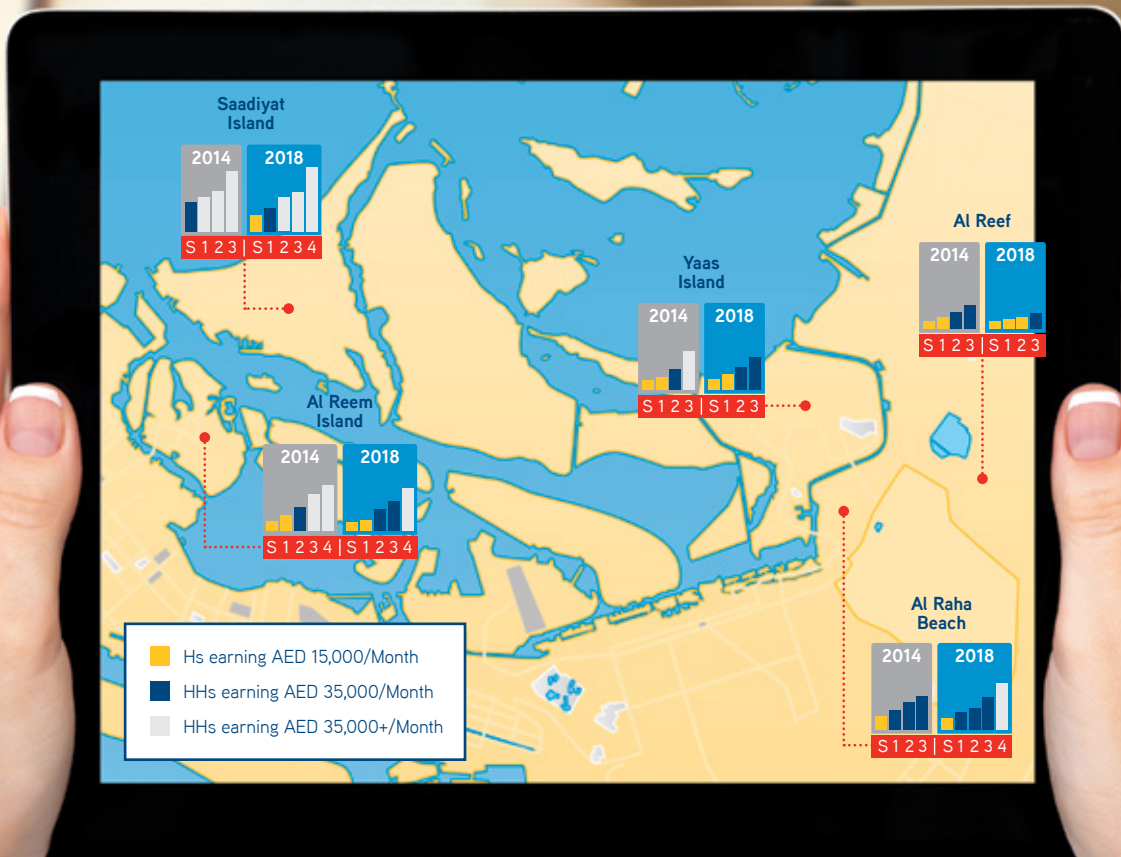 Saadiyat
Island
2014 2018
S 1 2 3 | S 1 2 3 4
Al Reef
2014 2018
S 1 2 3 | S 1 2 3
Yaas
Island
2014 2018
S 1 2 3 | S 1 2 3
Al Reem
Island
2014 2018
S 1 2 3 4 | S 1 2 3 4
Al Raha
Beach
2014 2018
S 1 2 3 | S 1 2 3 4
Hs earning AED 15,000/Month
HHs earning AED 35,000/Month
HHs earning AED 35,000+/Month